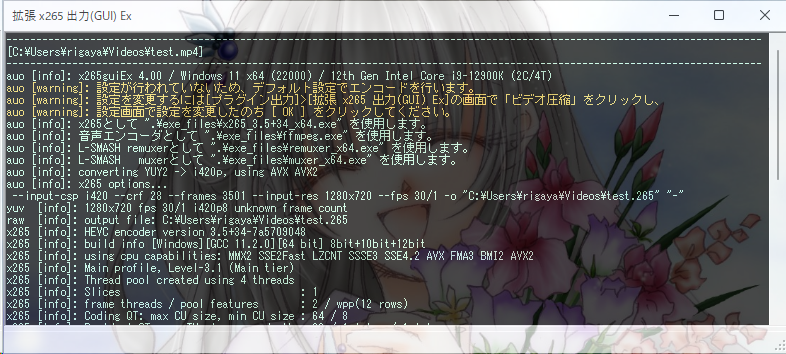 拡張 x265 出力(GUI) Ex
--------------------------------------------------------------------------------
[C:¥Users¥rigaya¥Videos¥test.mp4]
--------------------------------------------------------------------------------
auo [info]: x265guiEx 4.00 / Windows 11 x64 (22000) / 12th Gen Intel Core i9-12900K (2C/4T)
auo [warning]: 設定が行われていないため、デフォルト設定でエンコードを行います。
auo [warning]: 設定を変更するには[プラグイン出力]>[拡張 x265 出力(GUI) Ex]の画面で「ビデオ圧縮」をクリックし、
auo [warning]: 設定画面で設定を変更したのち [ OK ] をクリックしてください。
auo [info]: x265として ".¥exe_files¥x265_3.5+34_x64.exe" を使用します。
auo [info]: 音声エンコーダとして ".¥exe_files¥ffmpeg.exe" を使用します。
auo [info]: L-SMASH remuxerとして ".¥exe_files¥remuxer_x64.exe" を使用します。
auo [info]: L-SMASH   muxerとして ".¥exe_files¥muxer_x64.exe" を使用します。
auo [info]: converting YUY2 -> i420p, using AVX AVX2
auo [info]: x265 options...
--input-csp i420 --crf 28 --frames 3501 --input-res 1280x720 --fps 30/1 -o "C:¥Users¥rigaya¥Videos¥test.265" "-"
yuv  [info]: 1280x720 fps 30/1 i420p8 unknown frame count
raw  [info]: output file: C:¥Users¥rigaya¥Videos¥test.265
x265 [info]: HEVC encoder version 3.5+34-7a5709048
x265 [info]: build info [Windows][GCC 11.2.0][64 bit] 8bit+10bit+12bit
x265 [info]: using cpu capabilities: MMX2 SSE2Fast LZCNT SSSE3 SSE4.2 AVX FMA3 BMI2 AVX2
x265 [info]: Main profile, Level-3.1 (Main tier)
x265 [info]: Thread pool created using 4 threads
x265 [info]: Slices                              : 1
x265 [info]: frame threads / pool features       : 2 / wpp(12 rows)
x265 [info]: Coding QT: max CU size, min CU size : 64 / 8